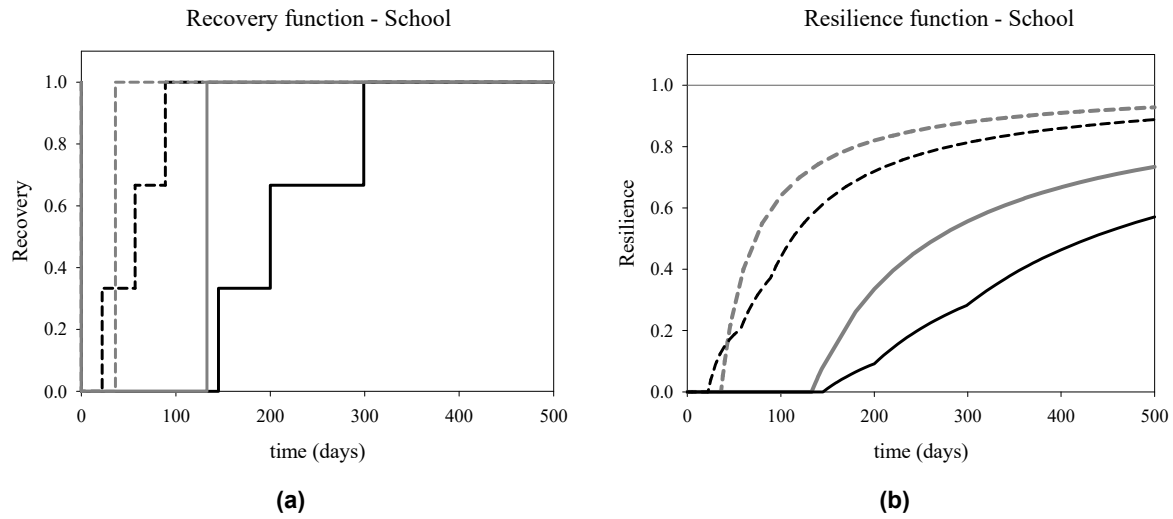 Recovery function - School
1.0
0.8
0.6
0.4
0.2
0.0
Recovery
0 100 200 300 400 500
time (days)
(a)
Resilience function - School
1.0
0.8
0.6
0.4
0.2
0.0
Resilience
0 100 200 300 400 500
time (days)
(b)